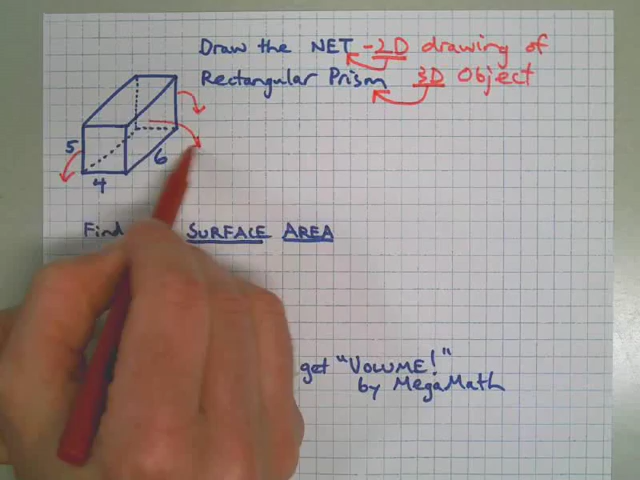 Draw the NET - 2D drawing of
Rectangular Prism 3D Object
5
6
4
Find SURFACE AREA
get "VOLUME!"
by MegaMath